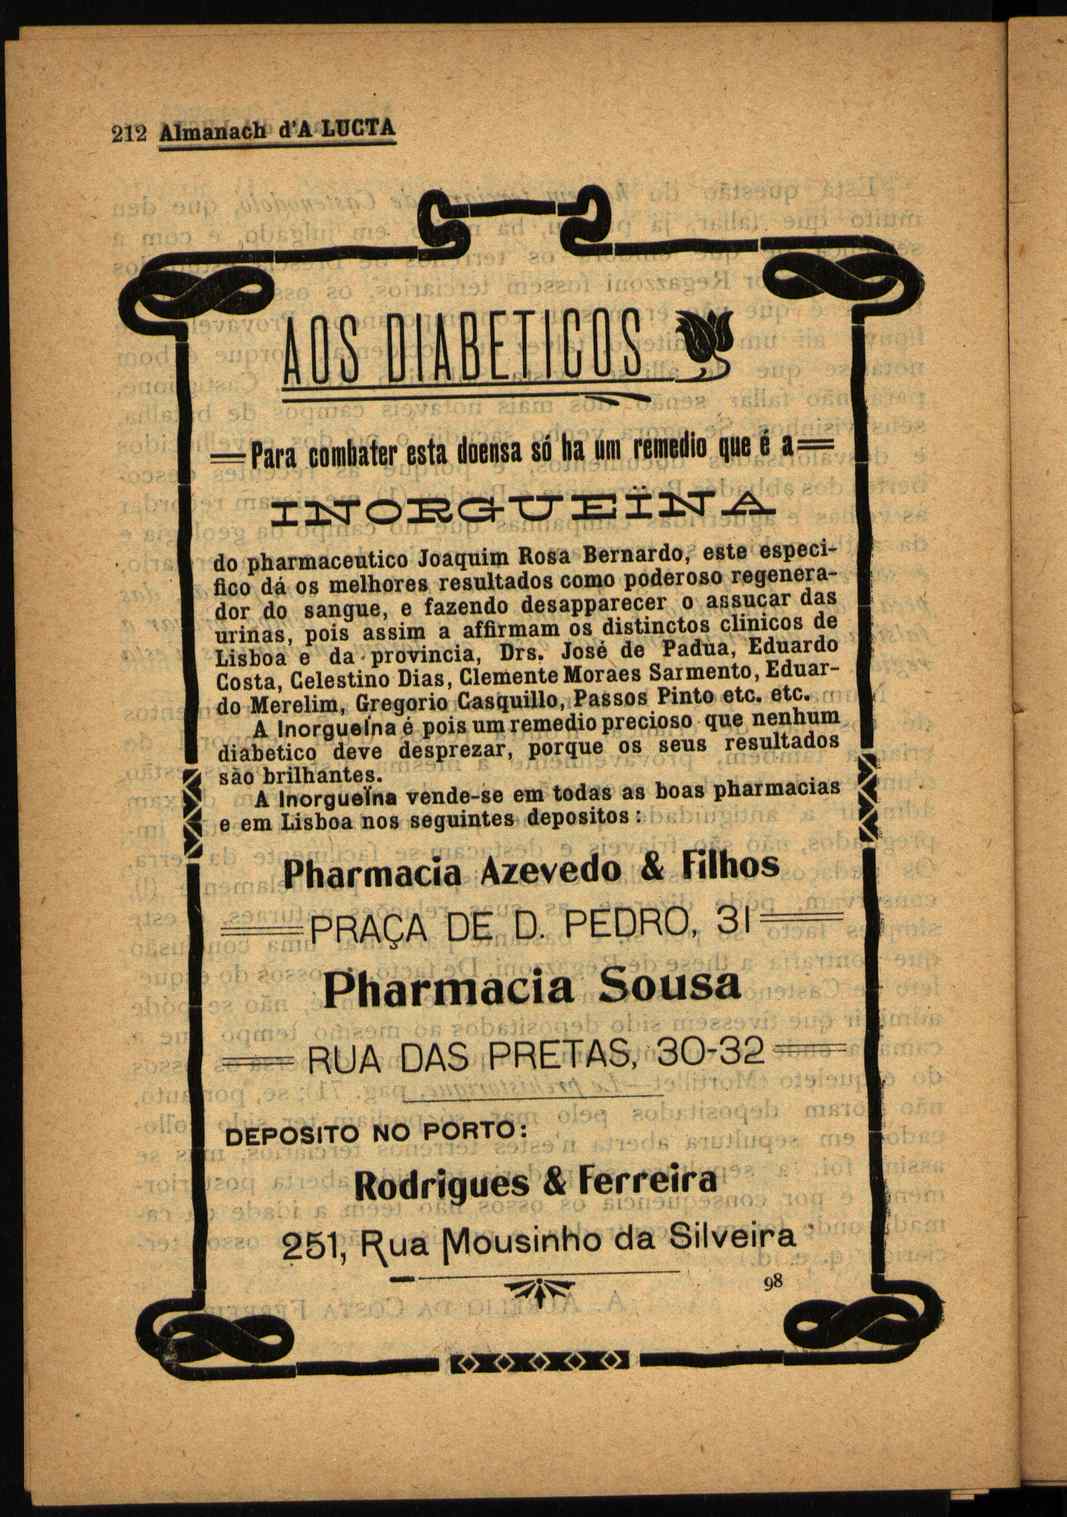 212 Almanach d'A LUCTA
AOS DIABETICOS
Para combater esta doensa só ha um remedio que é a
INORGUEÏNA
do pharmaceutico Joaquim Rosa Bernardo, este especi-
fico dá os melhores resultados como poderoso regenera-
dor do sangue, e fazendo desapparecer o assucar das
urinas, pois assim a affirmam os distinctos clinicos de
Lisboa e da provincia, Drs. José de Padua, Eduardo
Costa, Celestino Dias, Clemente Moraes Sarmento, Eduar-
do Merelim, Gregorio Casquillo, Passos Pinto etc. etc.
A Inorgueïna é pois um remedio precioso que nenhum
diabetico deve desprezar, porque os seus resultados
são brilhantes.
A Inorgueïna vende-se em todas as boas pharmacias
e em Lisboa nos seguintes depositos:
Pharmacia Azevedo & Filhos
PRAÇA DE D. PEDRO, 31
Pharmacia Sousa
RUA DAS PRETAS, 30-32
DEPOSITO NO PORTO:
Rodrigues & Ferreira
251, Rua Mousinho da Silveira
98